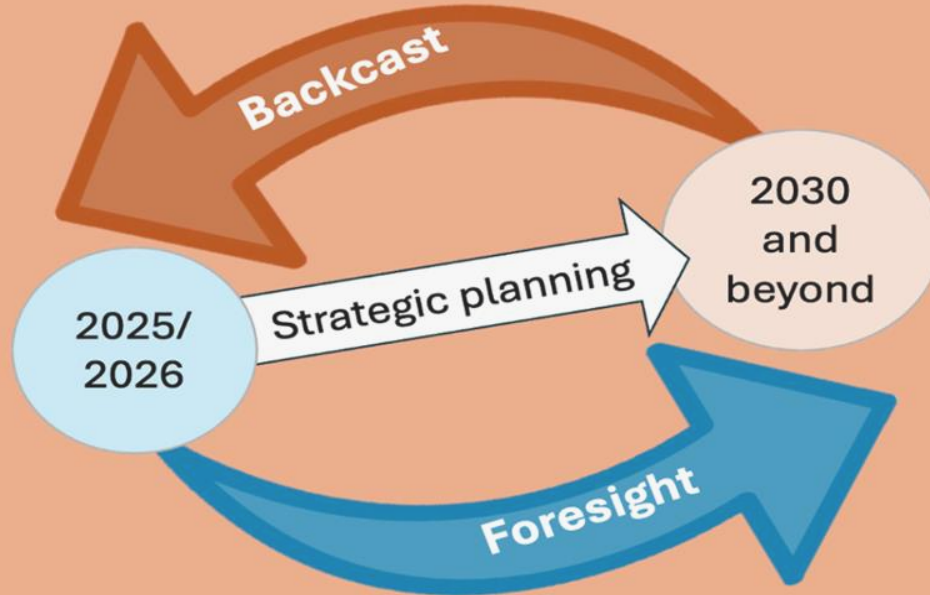 Backcast
2030
and
beyond
Strategic planning
2025/
2026
Foresight